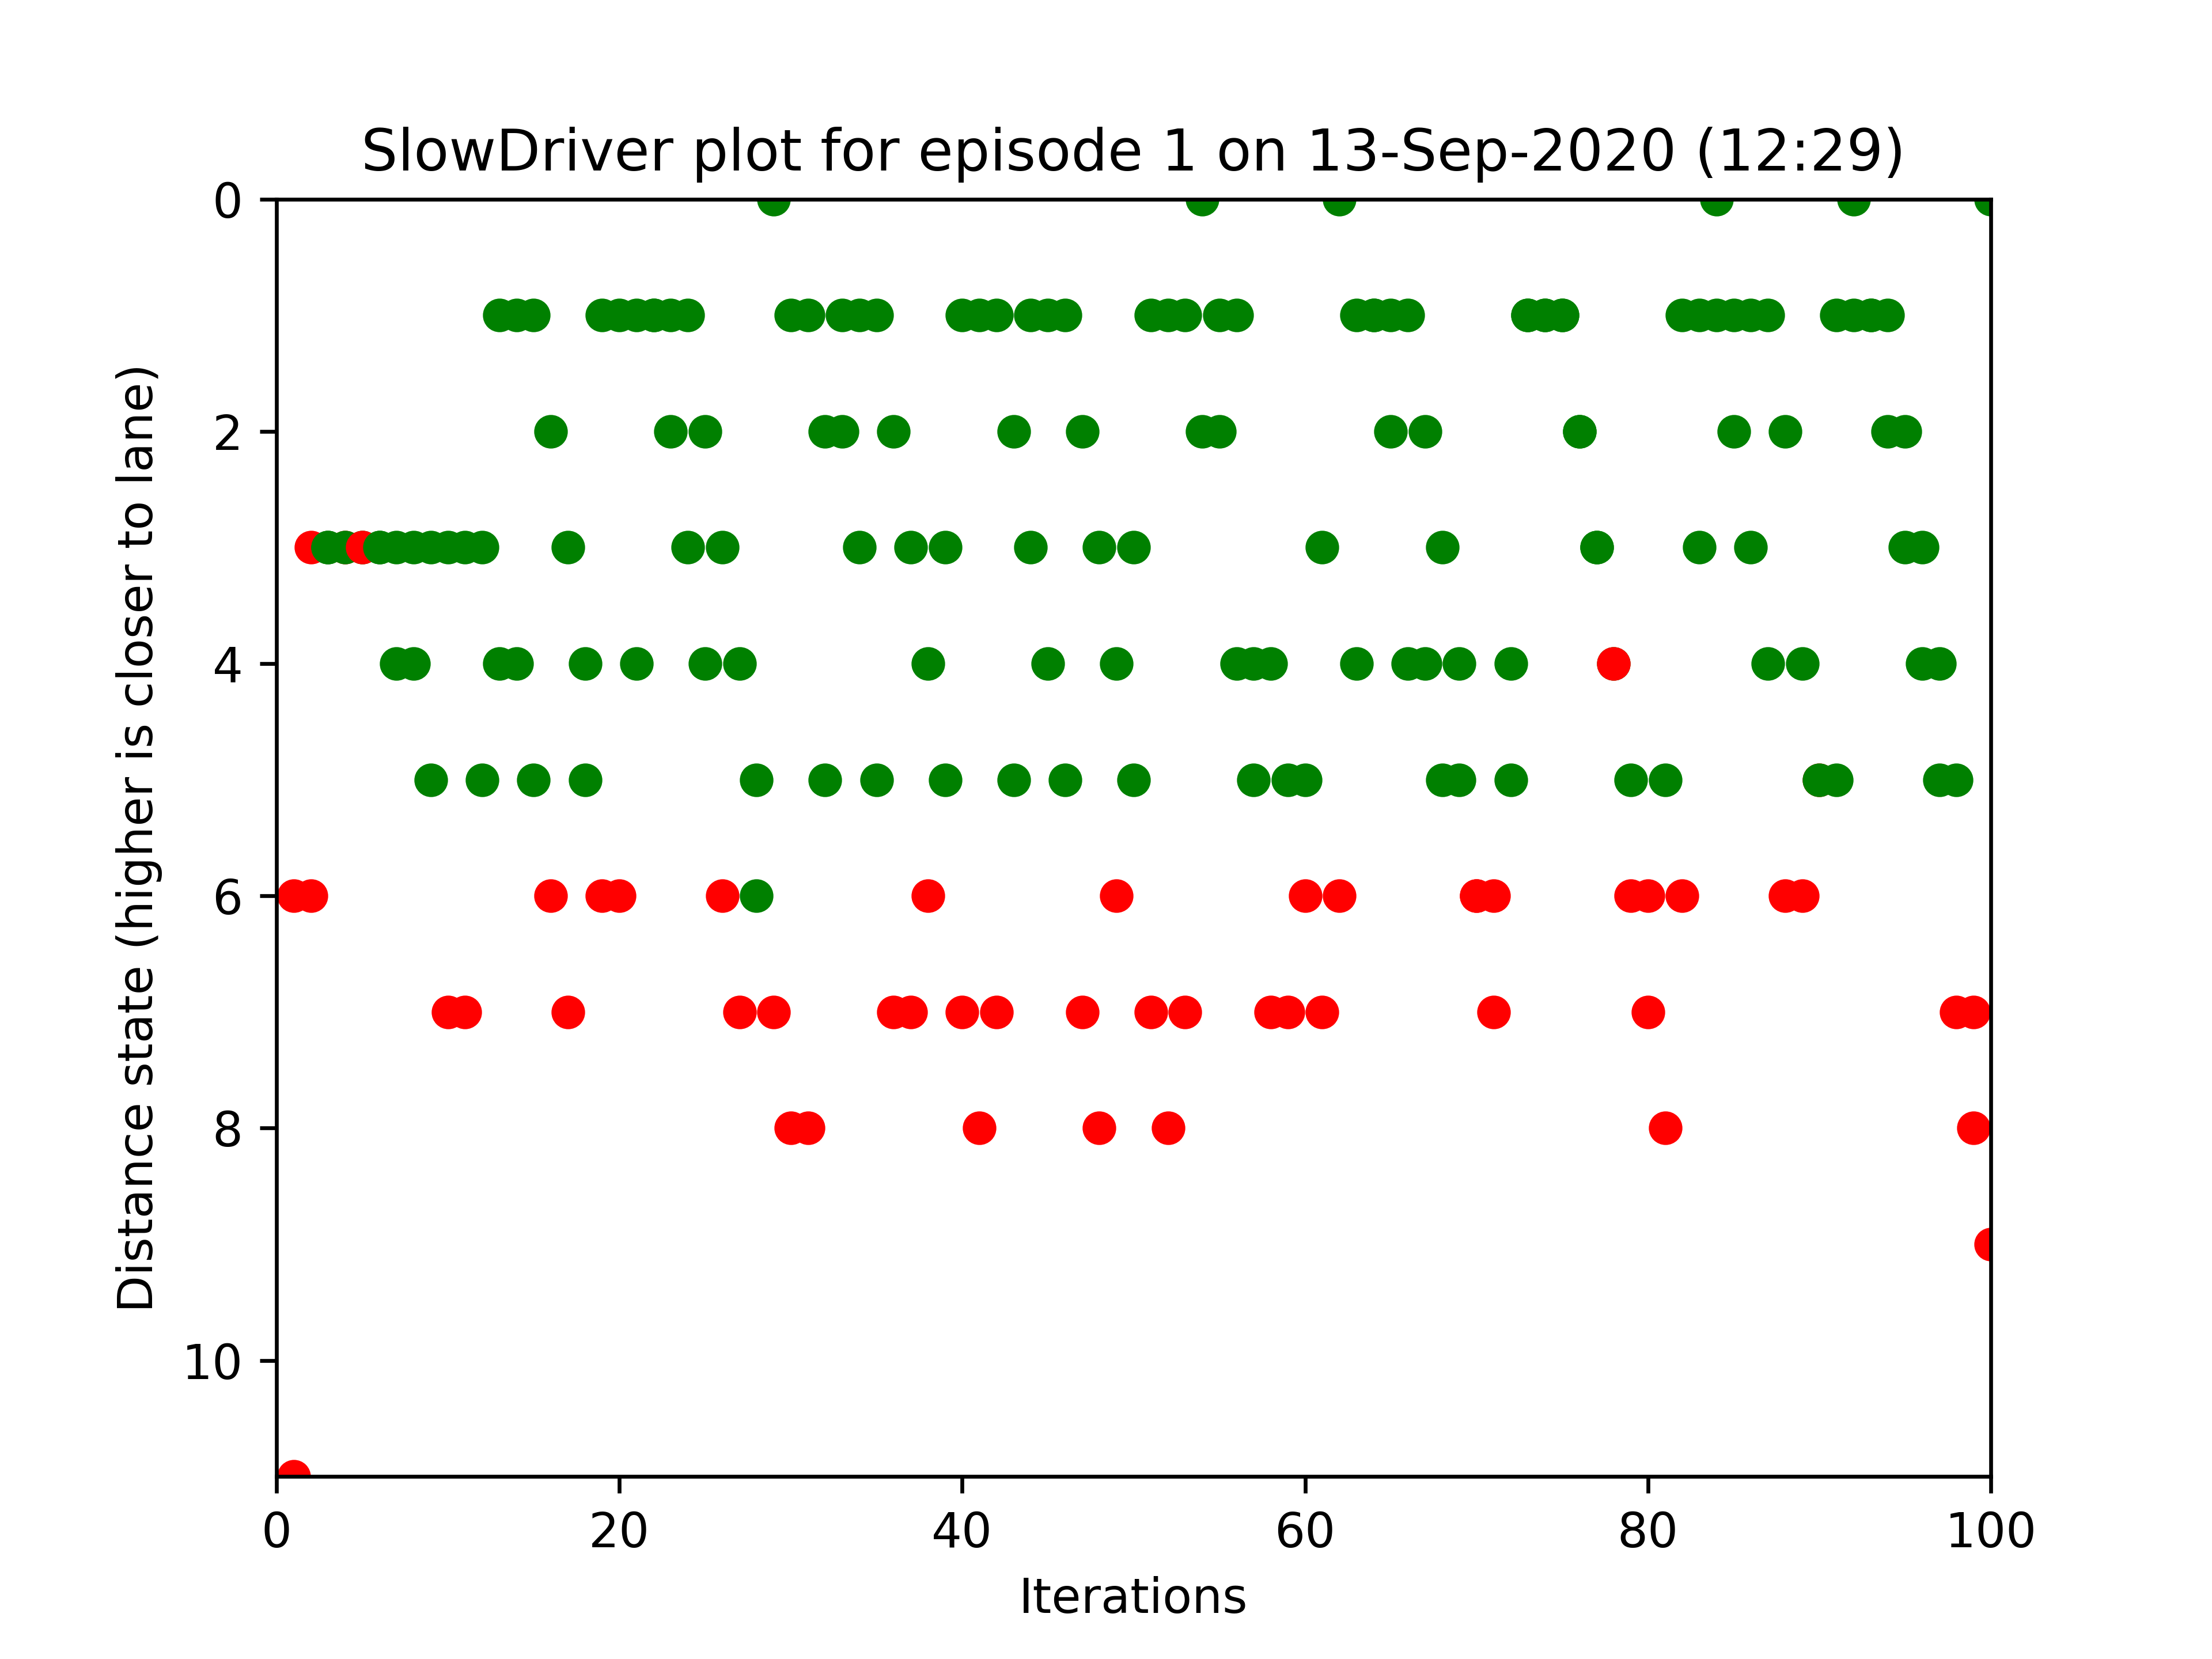 SlowDriver plot for episode 1 on 13-Sep-2020 (12:29)
Distance state (higher is closer to lane)
0
2
4
6
8
10
0 20 40 60 80 100
Iterations